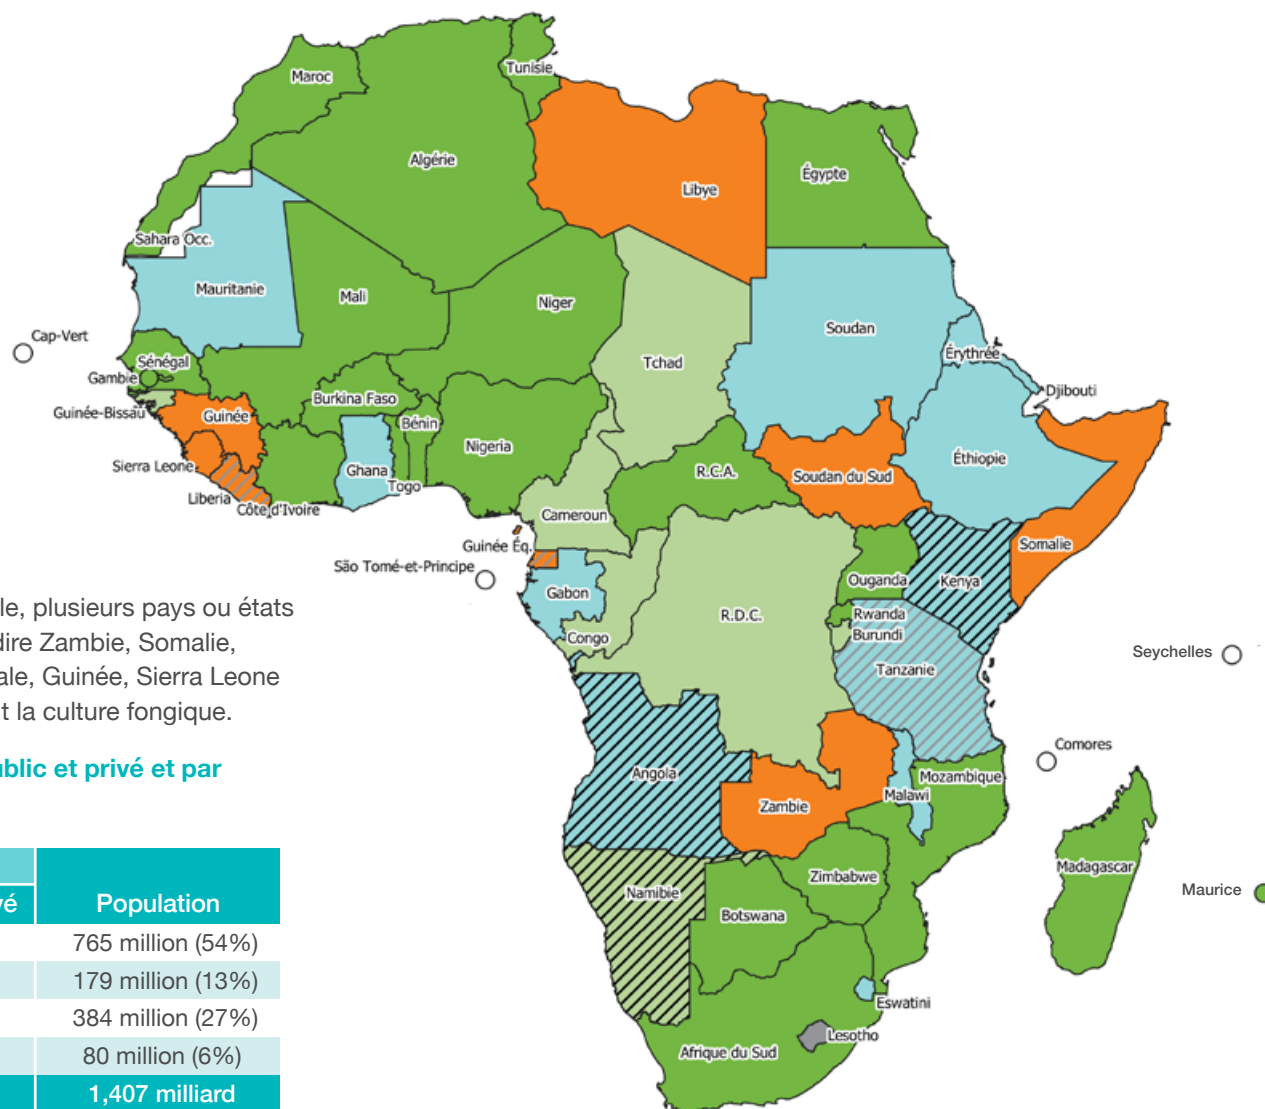 Maroc
Tunisie
Algérie
Libye
Égypte
Sahara Occ.
Mauritanie
Mali
Niger
Tchad
Soudan
Érythrée
Djibouti
Cap-Vert
Sénégal
Gambie
Guinée-Bissau
Guinée
Burkina Faso
Bénin
Nigeria
Sierra Leone
Liberia
Côte d'Ivoire
Ghana
Togo
R.C.A.
Soudan du Sud
Éthiopie
Cameroun
Somalie
Guinée Éq.
São Tomé-et-Principe
Gabon
Congo
R.D.C.
Ouganda
Kenya
Rwanda
Burundi
Tanzanie
Seychelles
Comores
Angola
Zambie
Malawi
Mozambique
Madagascar
Maurice
Namibie
Zimbabwe
Botswana
Eswatini
Lesotho
Afrique du Sud
le, plusieurs pays ou états
dire Zambie, Somalie,
ale, Guinée, Sierra Leone
t la culture fongique.
ublic et privé et par
vé
Population
765 million (54%)
179 million (13%)
384 million (27%)
80 million (6%)
1,407 milliard